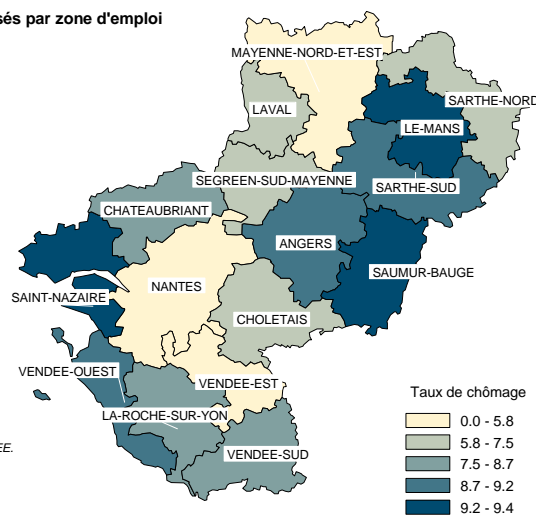 sés par zone d'emploi
MAYENNE-NORD-ET-EST
SARTHE-NORD
LAVAL
LE-MANS
SEGREEN-SUD-MAYENNE
SARTHE-SUD
CHATEAUBRIANT
ANGERS
SAUMUR-BAUGE
NANTES
SAINT-NAZAIRE
CHOLETAIS
VENDEE-OUEST
VENDEE-EST
LA-ROCHE-SUR-YON
VENDEE-SUD
EE.
Taux de chômage
0.0 - 5.8
5.8 - 7.5
7.5 - 8.7
8.7 - 9.2
9.2 - 9.4